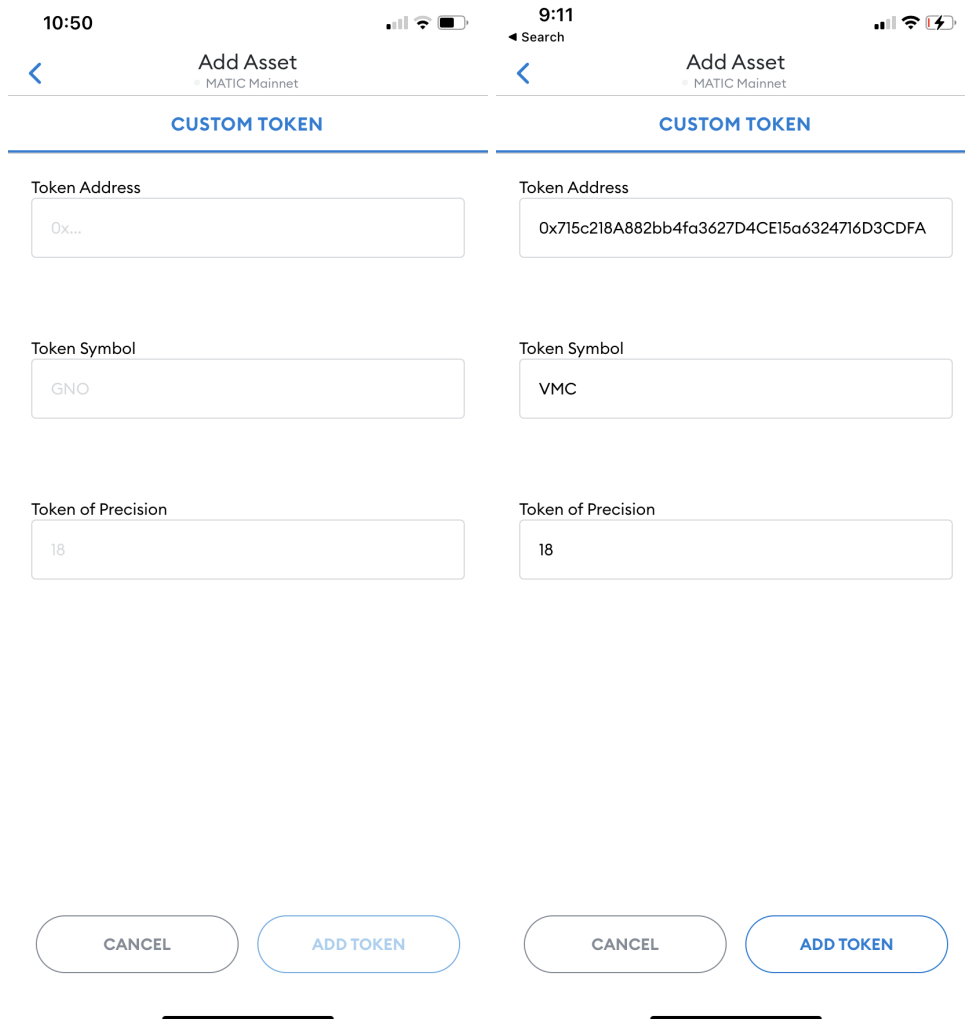 10:50
Add Asset
MATIC Mainnet
CUSTOM TOKEN
Token Address
0x...
Token Symbol
GNO
Token of Precision
18
CANCEL
ADD TOKEN
9:11
◀ Search
Add Asset
MATIC Mainnet
CUSTOM TOKEN
Token Address
0x715c218A882bb4fa3627D4CE15a6324716D3CDFA
Token Symbol
VMC
Token of Precision
18
CANCEL
ADD TOKEN